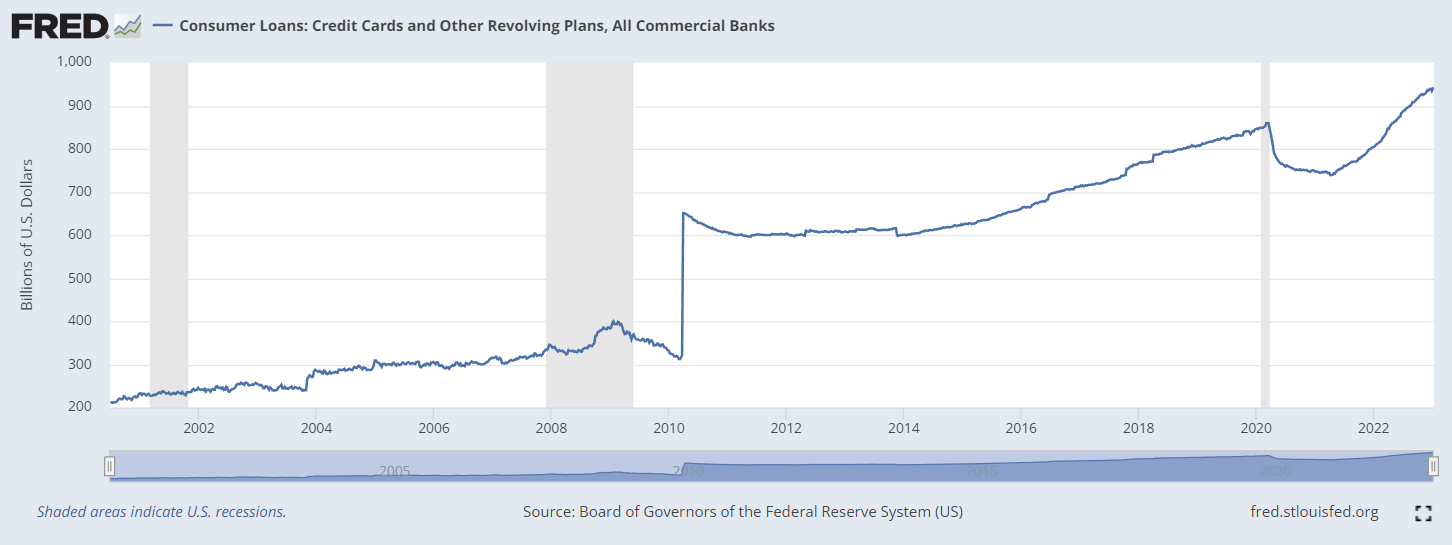 FRED
Consumer Loans: Credit Cards and Other Revolving Plans, All Commercial Banks
Billions of U.S. Dollars
1,000
900
800
700
600
500
400
300
200
2002 2004 2006 2008 2010 2012 2014 2016 2018 2020 2022
2005 2010 2015 2020
Shaded areas indicate U.S. recessions. Source: Board of Governors of the Federal Reserve System (US) fred.stlouisfed.org